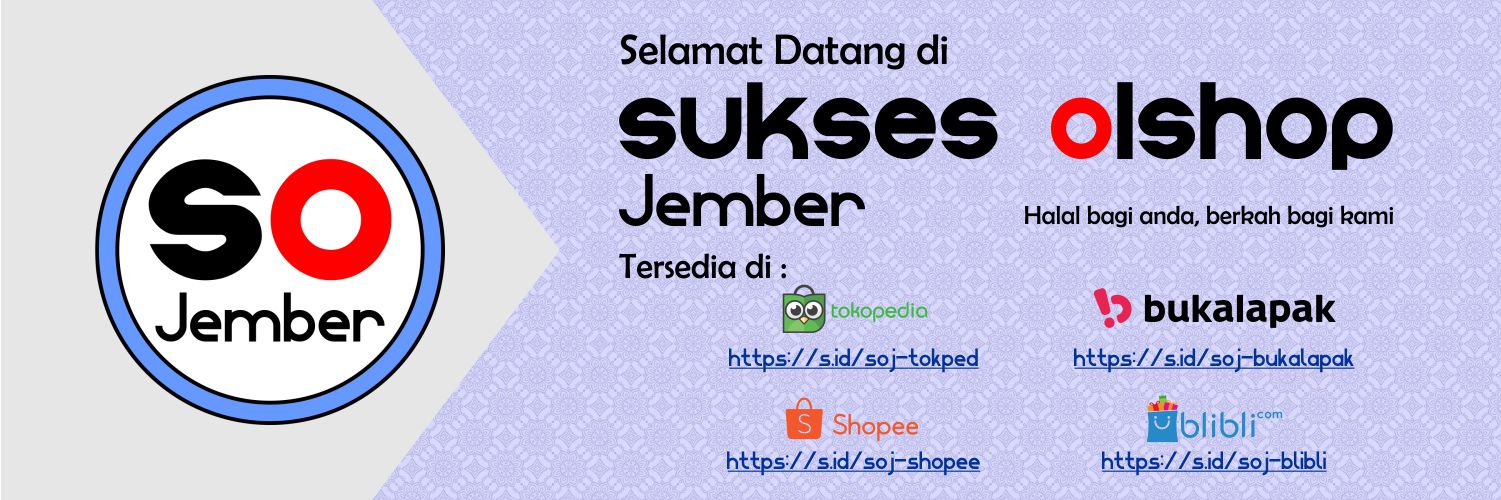 SO
Jember
Selamat Datang di
sukses olshop
Jember
Halal bagi anda, berkah bagi kami
Tersedia di :
tokopedia
https://s.id/soj-tokped
bukalapak
https://s.id/soj-bukalapak
S
Shopee
https://s.id/soj-shopee
blibli.com
https://s.id/soj-blibli